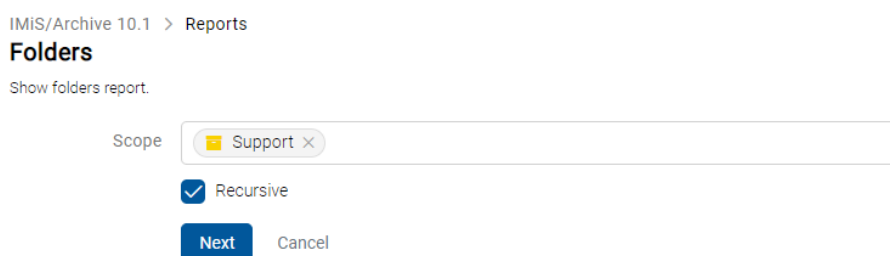 IMiS/Archive 10.1 > Reports
Folders
Show folders report.
Scope Support ×
Recursive
Next Cancel